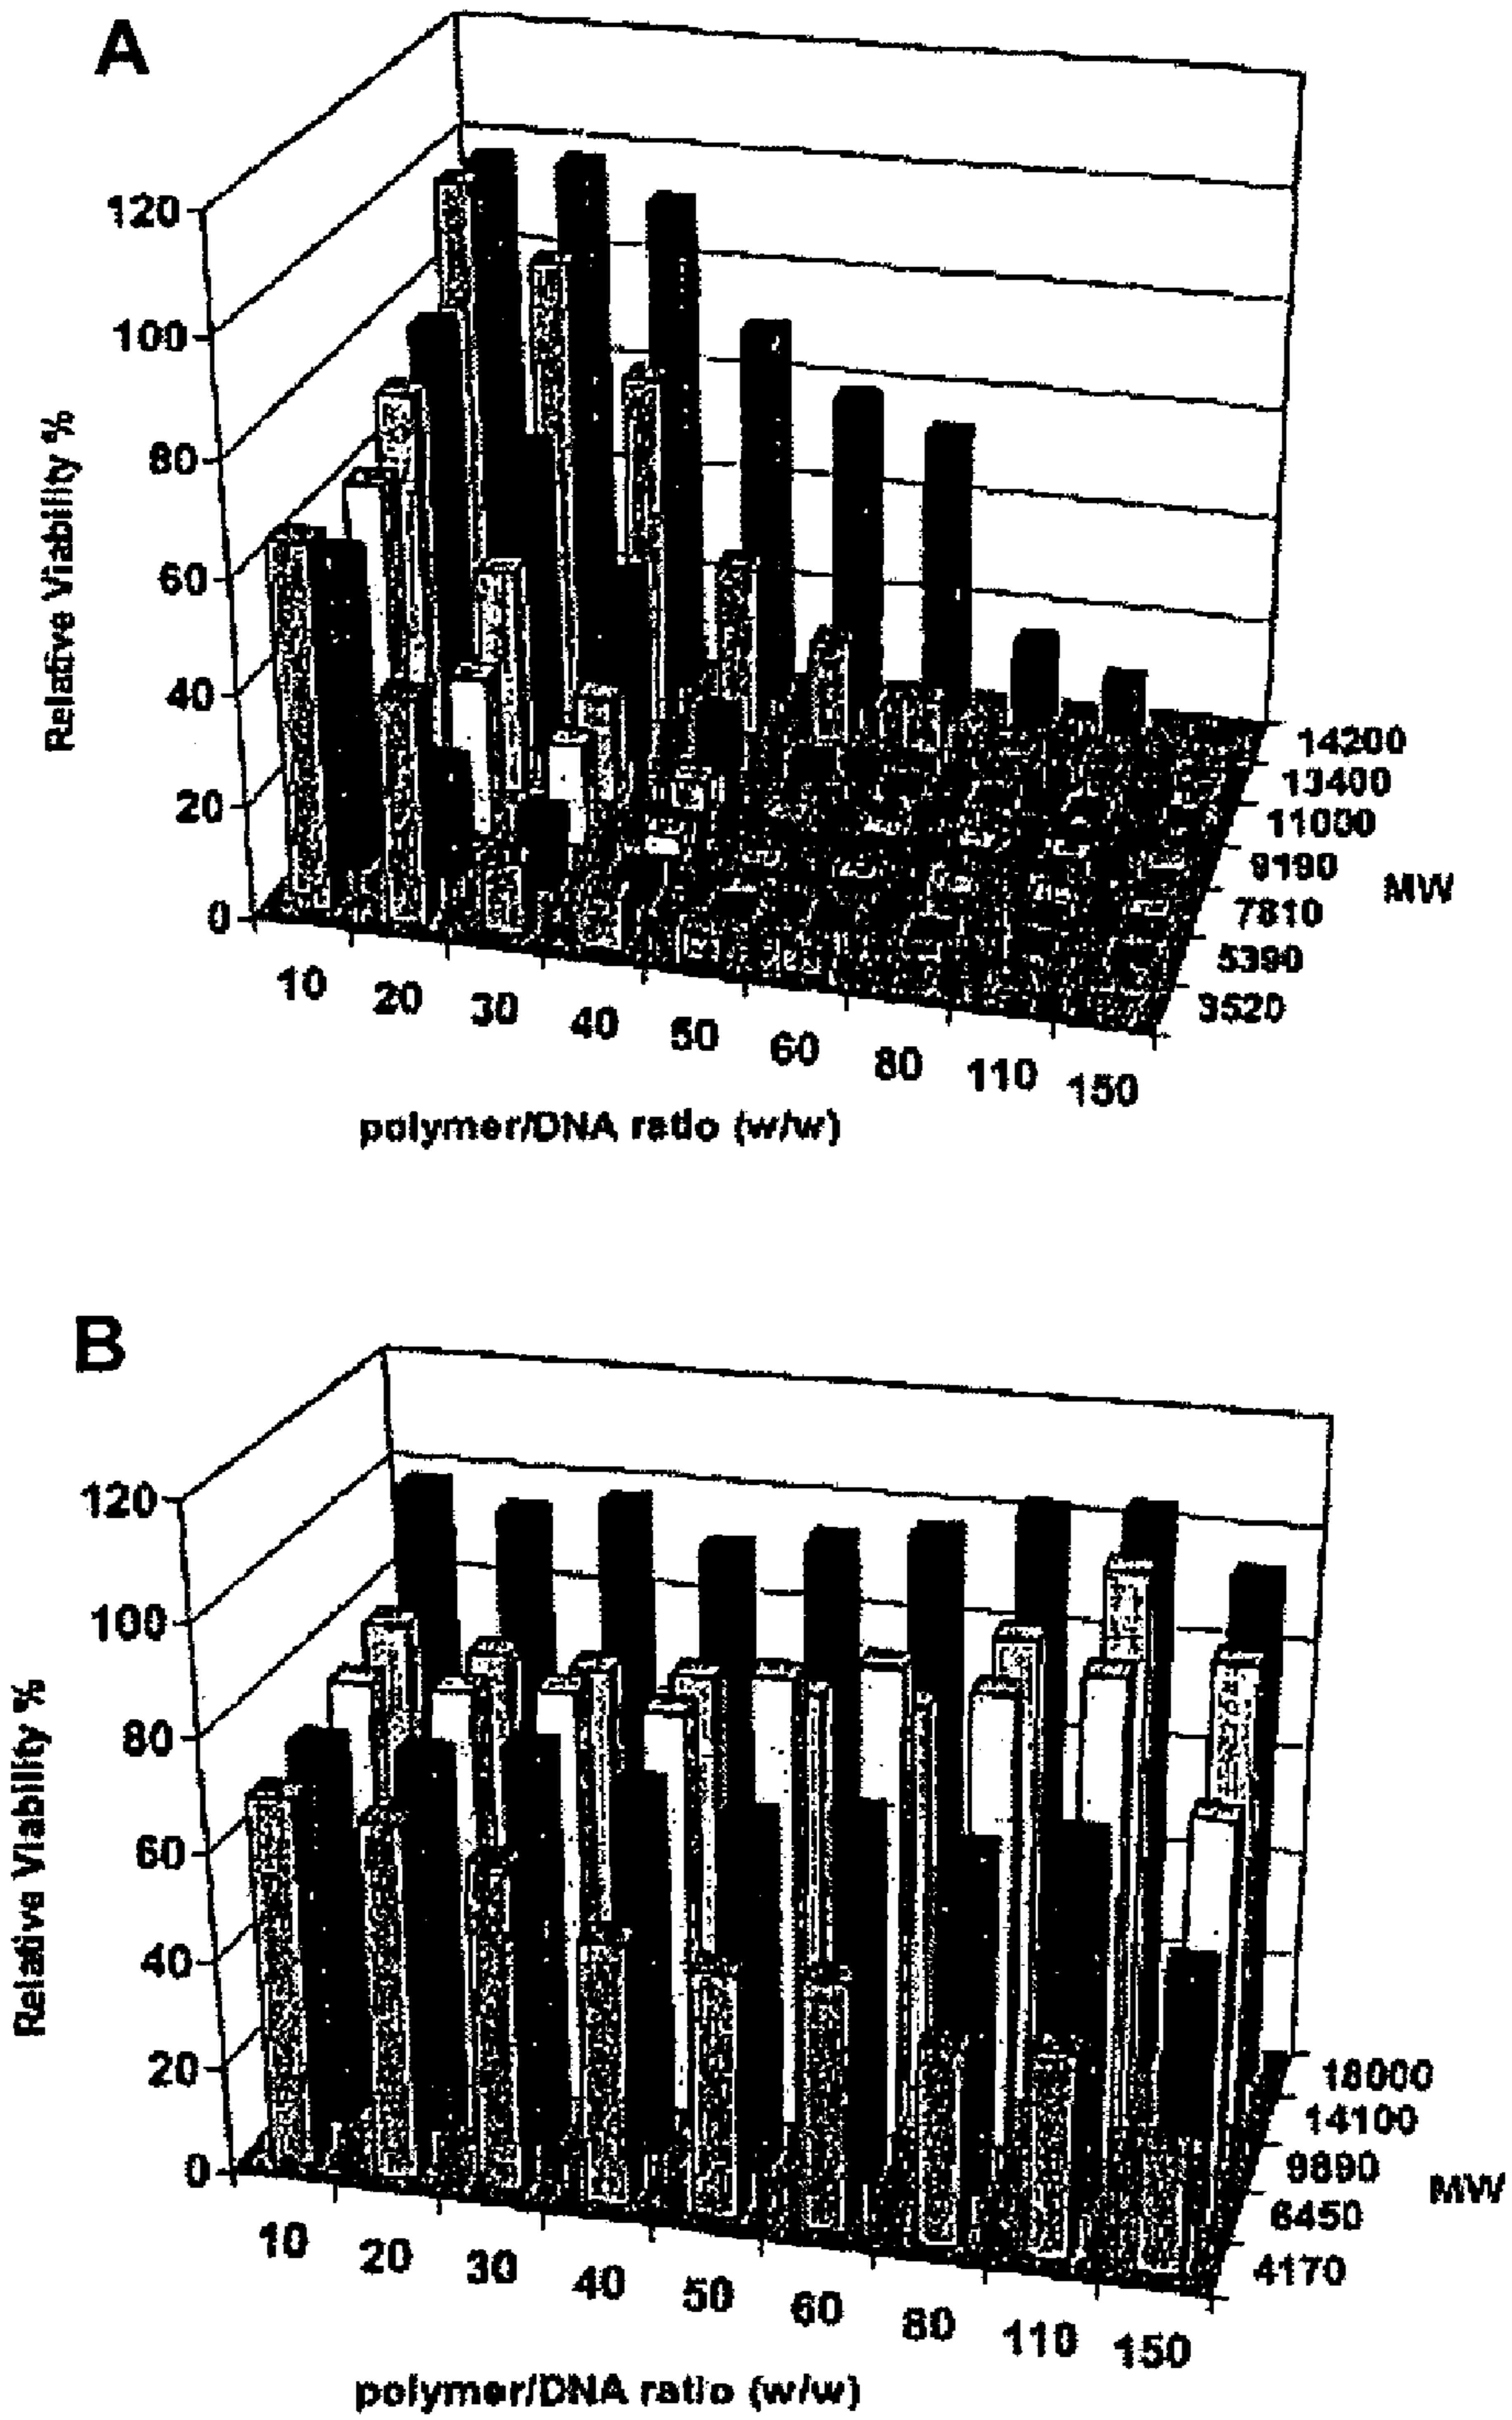 A
120
100
80
60
40
20
0
Relative Viability %
10 20 30 40 50 60 80 110 150
polymer/DNA ratio (w/w)
14200
13400
11000
9190
7810
5390
3520
MW
B
120
100
80
60
40
20
0
Relative Viability %
10 20 30 40 50 60 80 110 150
polymer/DNA ratio (w/w)
18000
14100
9890
6450
4170
MW